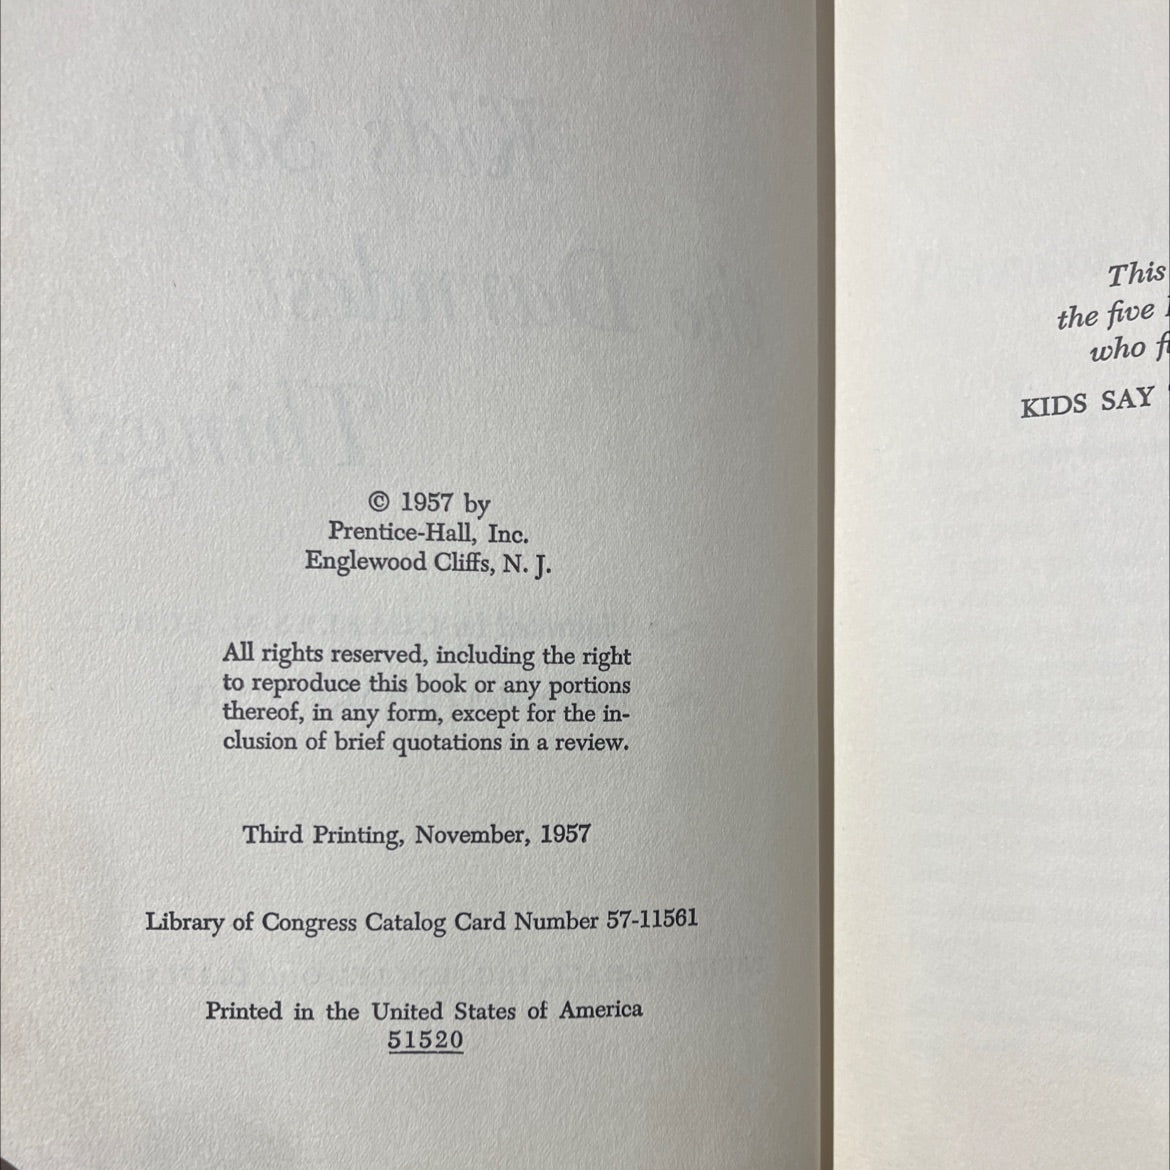 © 1957 by
Prentice-Hall, Inc.
Englewood Cliffs, N. J.
All rights reserved, including the right
to reproduce this book or any portions
thereof, in any form, except for the in-
clusion of brief quotations in a review.
Third Printing, November, 1957
Library of Congress Catalog Card Number 57-11561
Printed in the United States of America
51520
This
the five
who
KIDS SAY